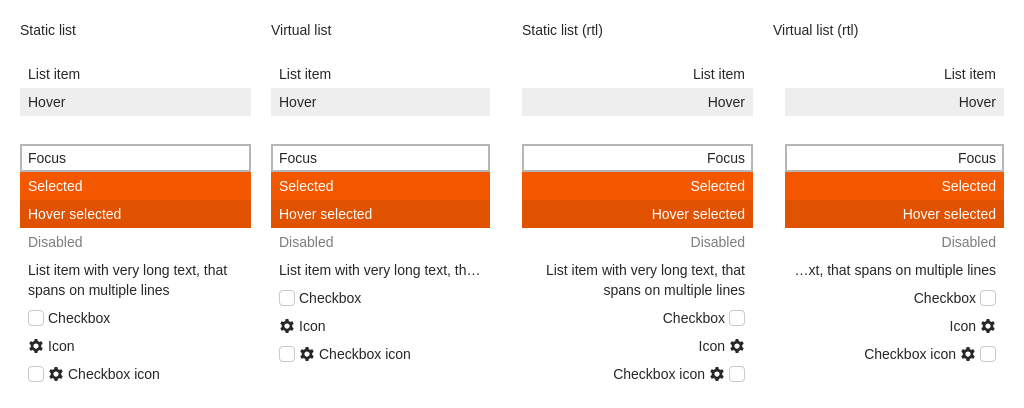 Static list
List item
Hover
Focus
Selected
Hover selected
Disabled
List item with very long text, that
spans on multiple lines
Checkbox
Icon
Checkbox icon
Virtual list
List item
Hover
Focus
Selected
Hover selected
Disabled
List item with very long text, th…
Checkbox
Icon
Checkbox icon
Static list (rtl)
List item
Hover
Focus
Selected
Hover selected
Disabled
List item with very long text, that
spans on multiple lines
Checkbox
Icon
Checkbox icon
Virtual list (rtl)
List item
Hover
Focus
Selected
Hover selected
Disabled
…xt, that spans on multiple lines
Checkbox
Icon
Checkbox icon